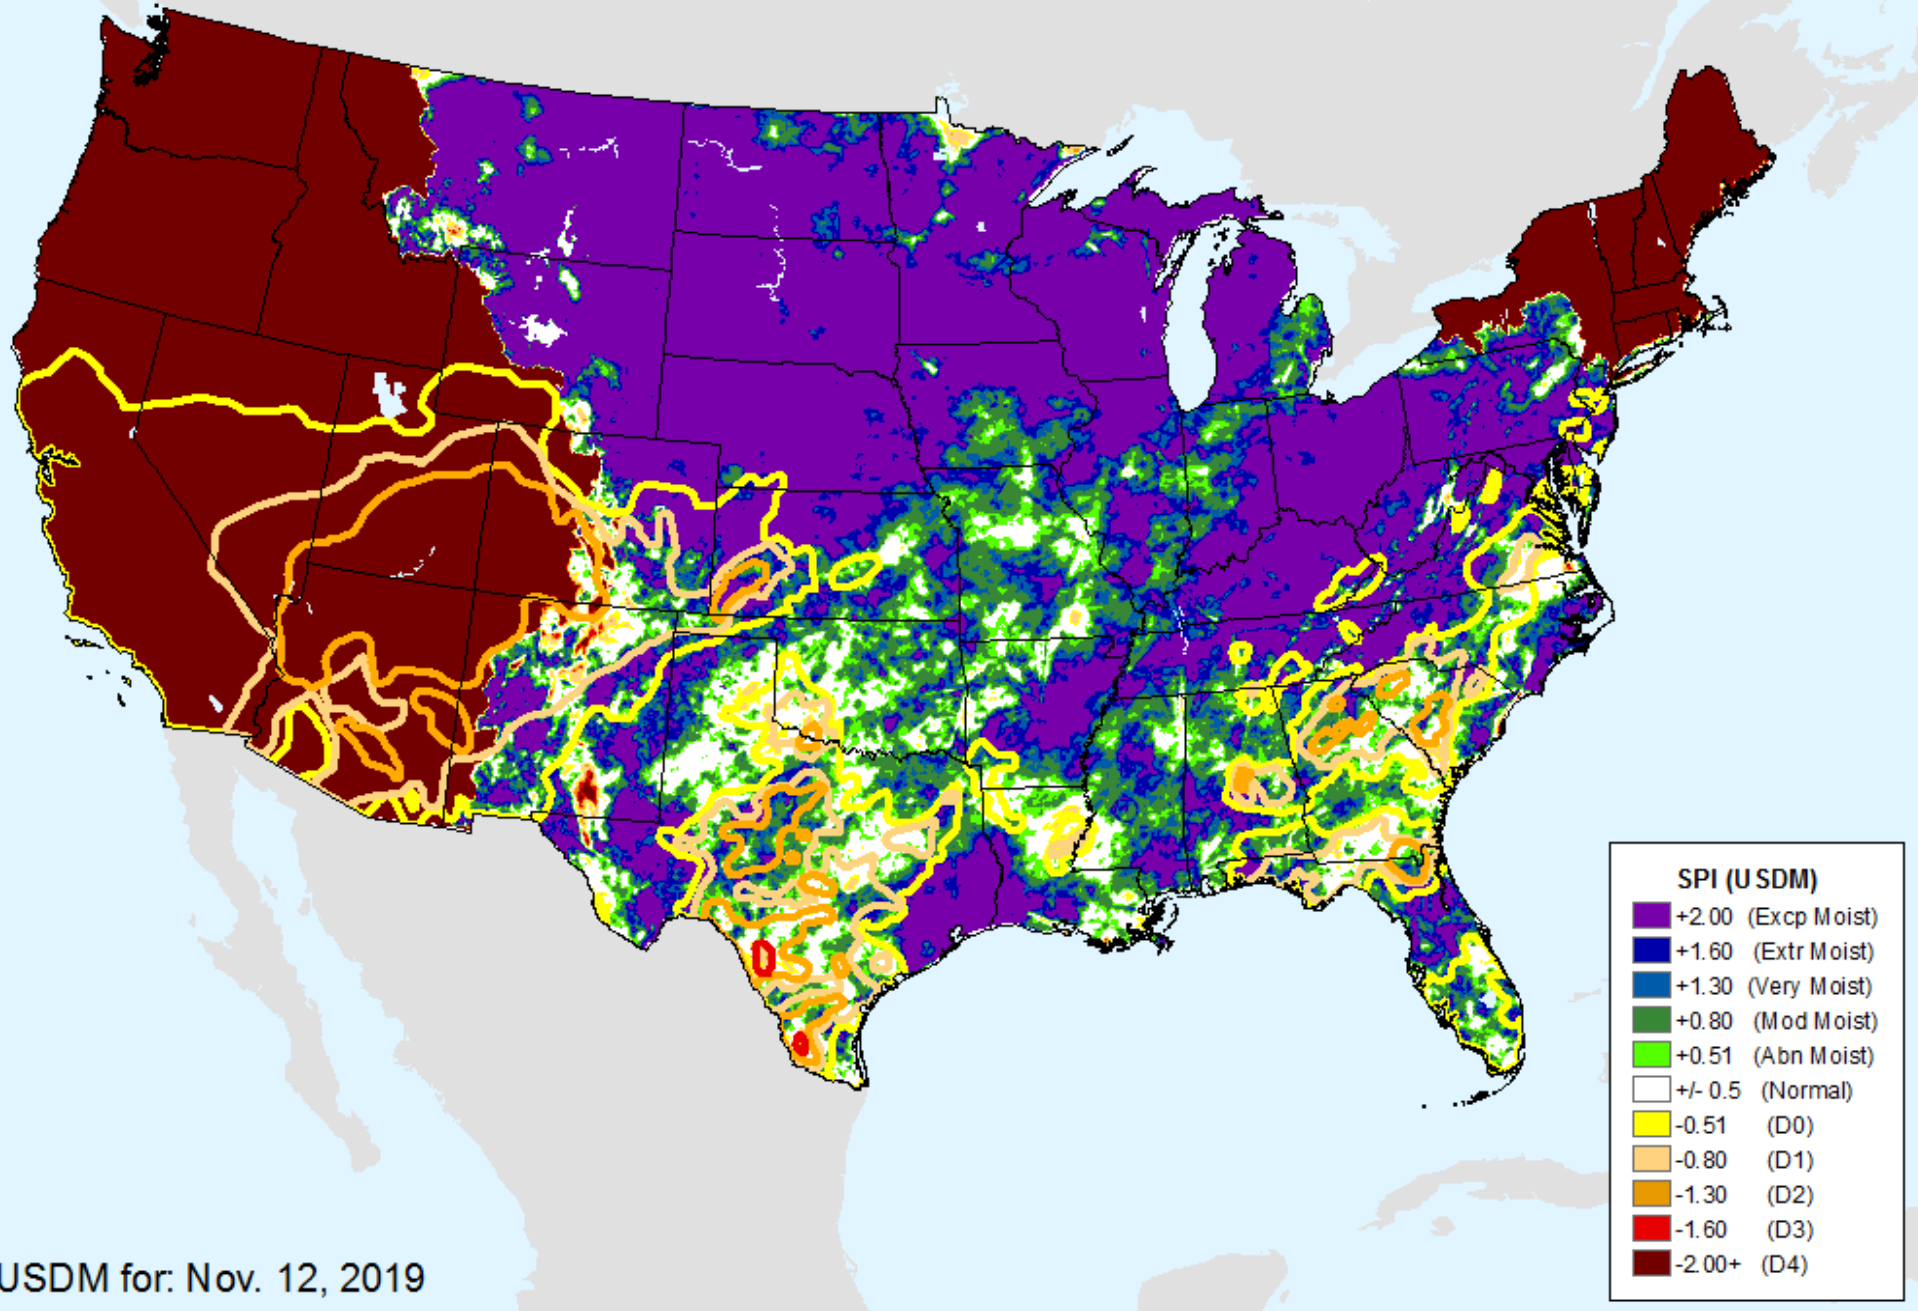 SPI (USDM)
+2.00 (Excp Moist)
+1.60 (Extr Moist)
+1.30 (Very Moist)
+0.80 (Mod Moist)
+0.51 (Abn Moist)
+/- 0.5 (Normal)
-0.51 (D0)
-0.80 (D1)
-1.30 (D2)
-1.60 (D3)
-2.00+ (D4)
USDM for: Nov. 12, 2019